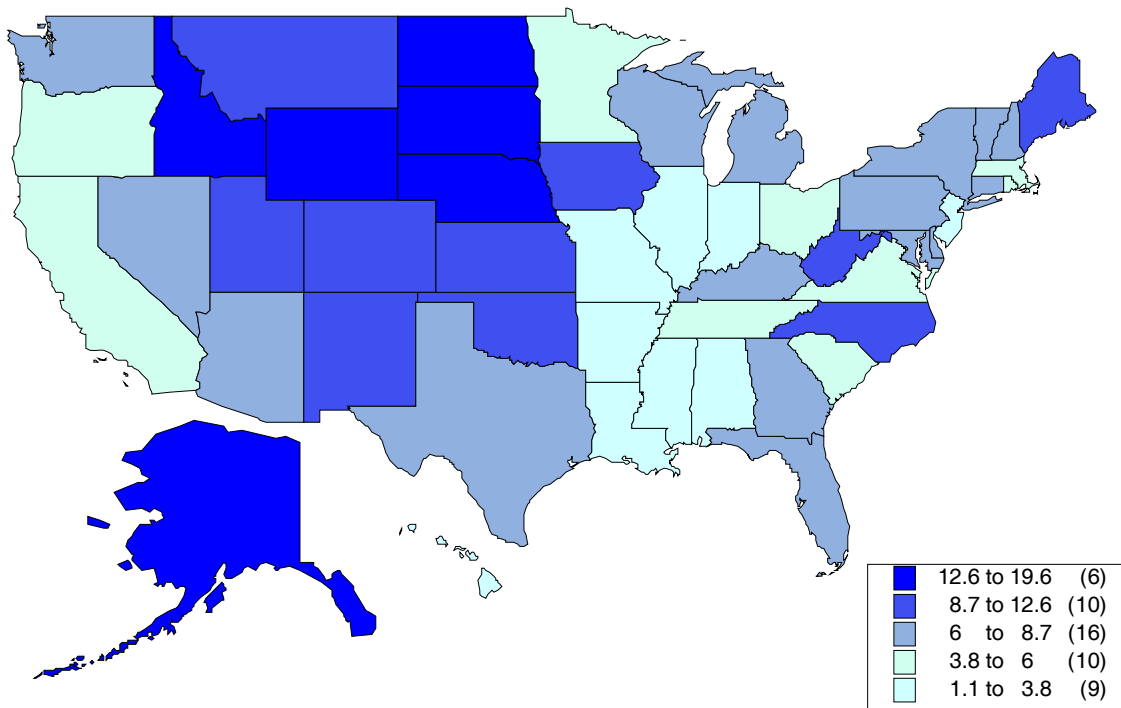 12.6 to 19.6 (6)
8.7 to 12.6 (10)
6 to 8.7 (16)
3.8 to 6 (10)
1.1 to 3.8 (9)